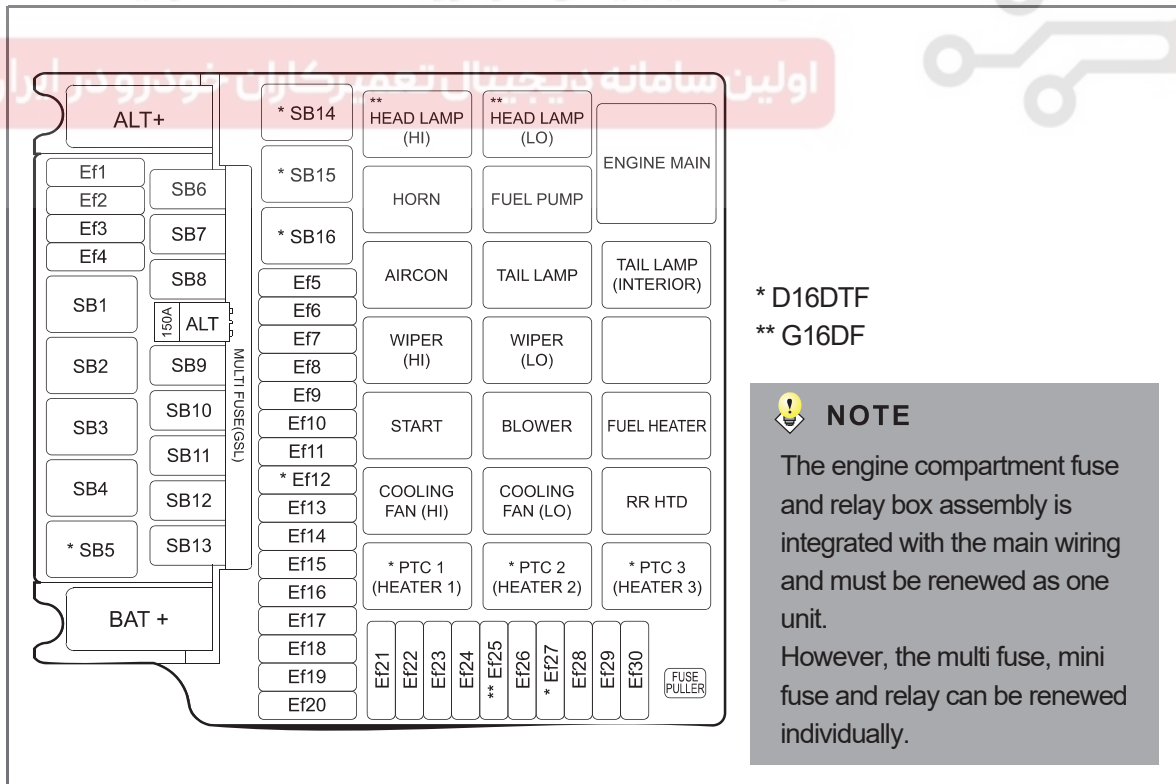 اولین سامانه دیجیتال تعمیرکاران خودرو در ایران
ALT+
Ef1
Ef2
Ef3
Ef4
SB1
SB2
SB3
SB4
* SB5
BAT +
SB6
SB7
SB8
150A
ALT
SB9
SB10
SB11
SB12
SB13
MULTI FUSE(GSL)
* SB14
* SB15
* SB16
Ef5
Ef6
Ef7
Ef8
Ef9
Ef10
Ef11
* Ef12
Ef13
Ef14
Ef15
Ef16
Ef17
Ef18
Ef19
Ef20
**
HEAD LAMP
(HI)
**
HEAD LAMP
(LO)
ENGINE MAIN
HORN
FUEL PUMP
AIRCON
TAIL LAMP
TAIL LAMP
(INTERIOR)
WIPER
(HI)
WIPER
(LO)
START
BLOWER
FUEL HEATER
COOLING
FAN (HI)
COOLING
FAN (LO)
RR HTD
* PTC 1
(HEATER 1)
* PTC 2
(HEATER 2)
* PTC 3
(HEATER 3)
Ef21
Ef22
Ef23
Ef24
** Ef25
Ef26
* Ef27
Ef28
Ef29
Ef30
FUSE
PULLER
* D16DTF
** G16DF
NOTE
The engine compartment fuse
and relay box assembly is
integrated with the main wiring
and must be renewed as one
unit.
However, the multi fuse, mini
fuse and relay can be renewed
individually.